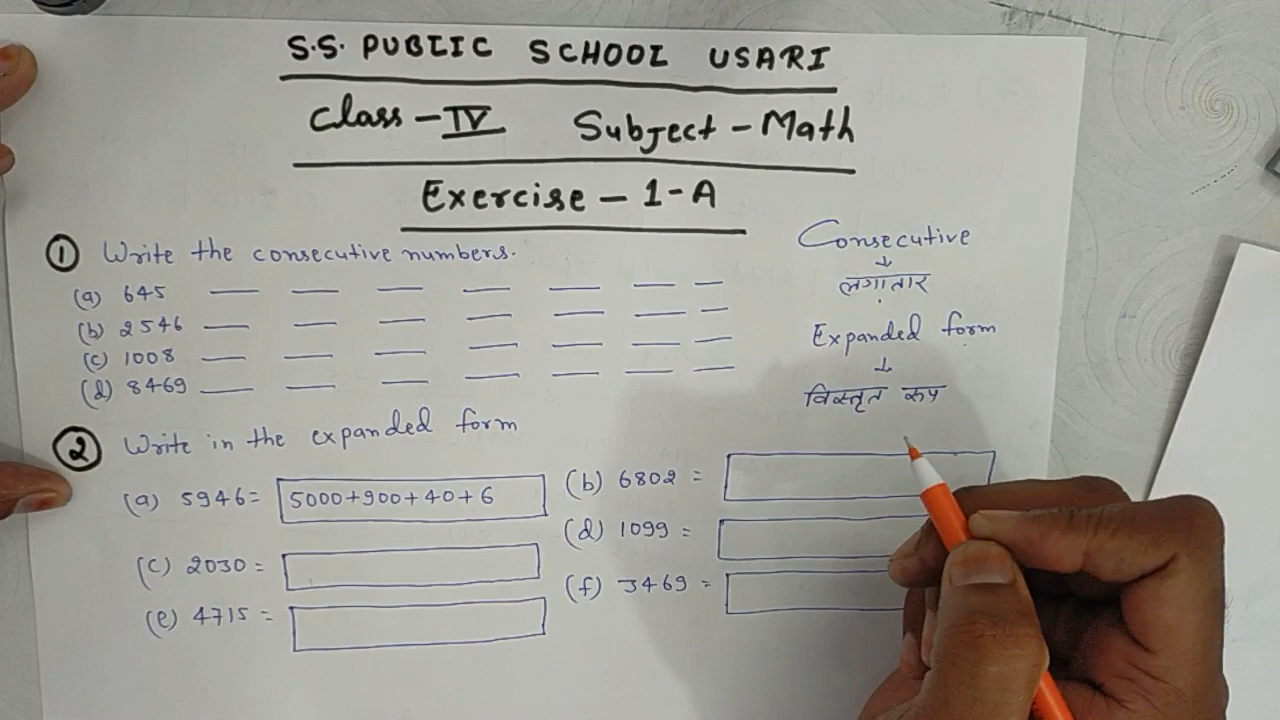 S.S. PUBLIC SCHOOL USARI
Class - IV Subject - Math
Exercise - 1-A
① Write the consecutive numbers.
(a) 645 — — — — — — —
(b) 2546 — — — — — — —
(c) 1008 — — — — — — —
(d) 8469 — — — — — — —
Consecutive
↓
लगातार
Expanded form
↓
विस्तृत रूप
② Write in the expanded form
(a) 5946 = 5000+900+40+6
(b) 6802 =
(c) 2030 =
(d) 1099 =
(e) 4715 =
(f) 3469 =